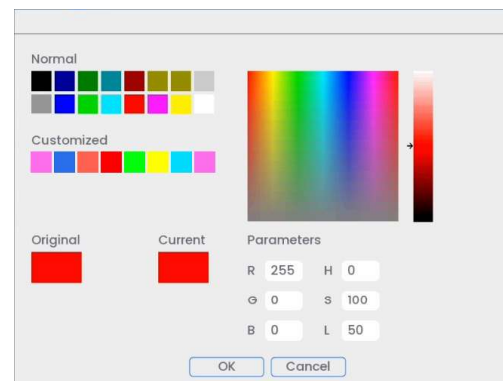 Normal
Customized
Original Current Parameters
R 255 H 0
G 0 S 100
B 0 L 50
OK Cancel